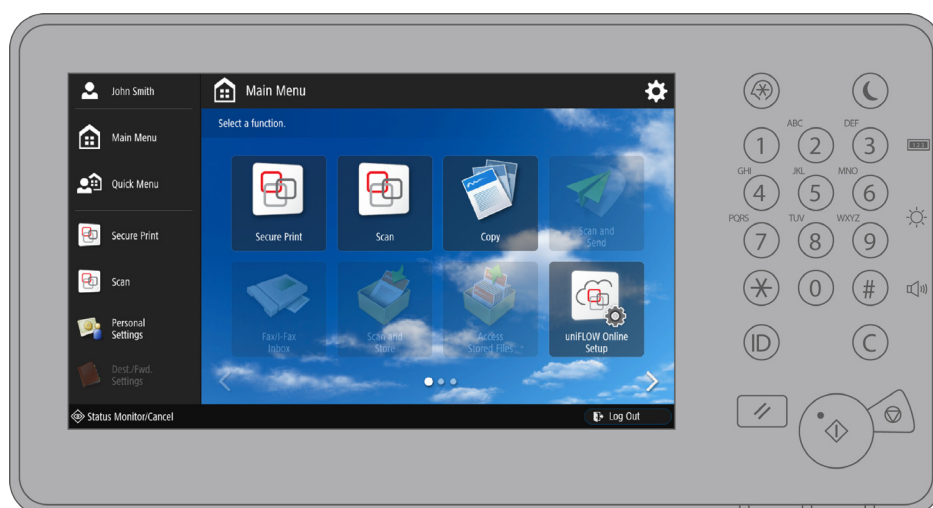 John Smith
Main Menu
Quick Menu
Secure Print
Scan
Personal
Settings
Dest./Fwd.
Settings
Main Menu
Select a function.
Secure Print
Scan
Copy
Scan and
Send
Fax/I-Fax
Inbox
Scan and
Store
Access
Stored Files
uniFLOW Online
Setup
Status Monitor/Cancel
Log Out
ABC
DEF
1
2
3
123
GHI
JKL
MNO
4
5
6
PQRS
TUV
WXYZ
7
8
9
0
#
ID
C